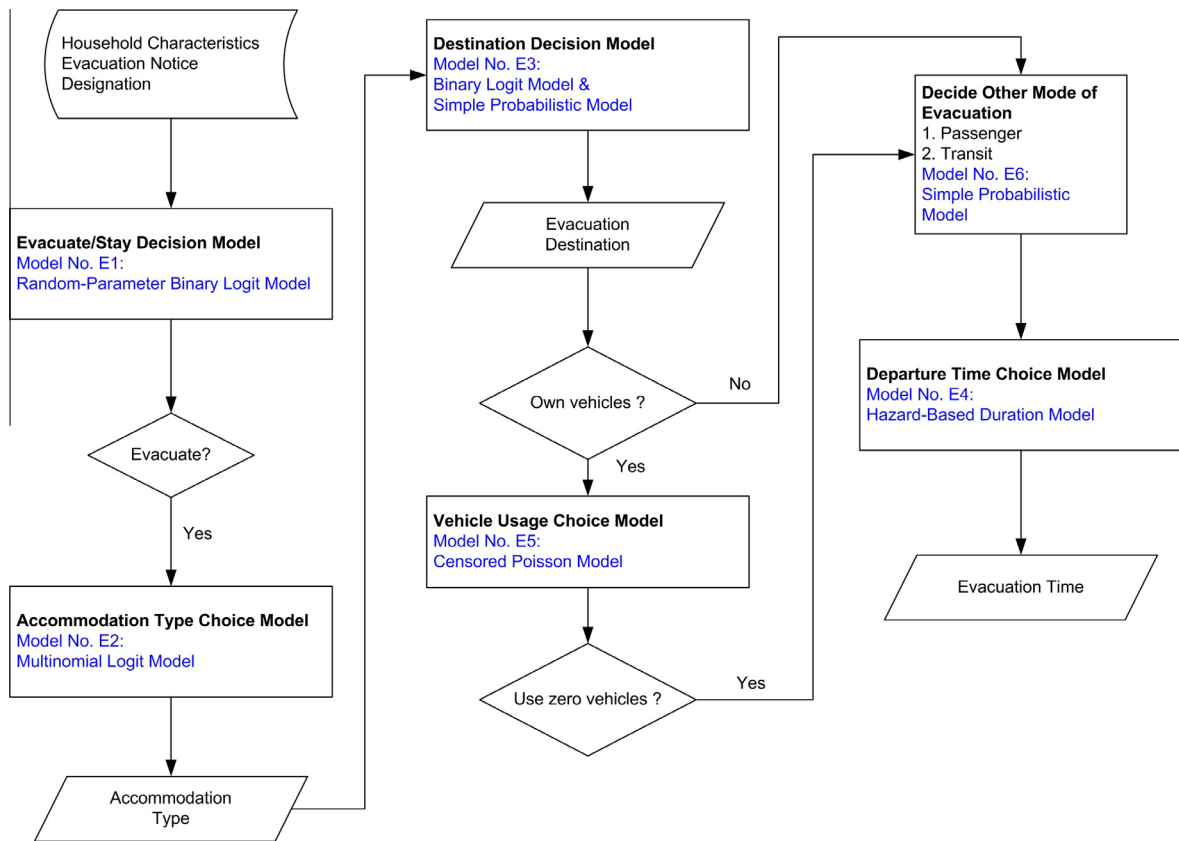 Household Characteristics
Evacuation Notice
Designation
Evacuate/Stay Decision Model
Model No. E1:
Random-Parameter Binary Logit Model
Evacuate?
Yes
Accommodation Type Choice Model
Model No. E2:
Multinomial Logit Model
Accommodation
Type
Destination Decision Model
Model No. E3:
Binary Logit Model &
Simple Probabilistic Model
Evacuation
Destination
Own vehicles ?
No
Yes
Vehicle Usage Choice Model
Model No. E5:
Censored Poisson Model
Use zero vehicles ?
Yes
Decide Other Mode of
Evacuation
1. Passenger
2. Transit
Model No. E6:
Simple Probabilistic
Model
Departure Time Choice Model
Model No. E4:
Hazard-Based Duration Model
Evacuation Time